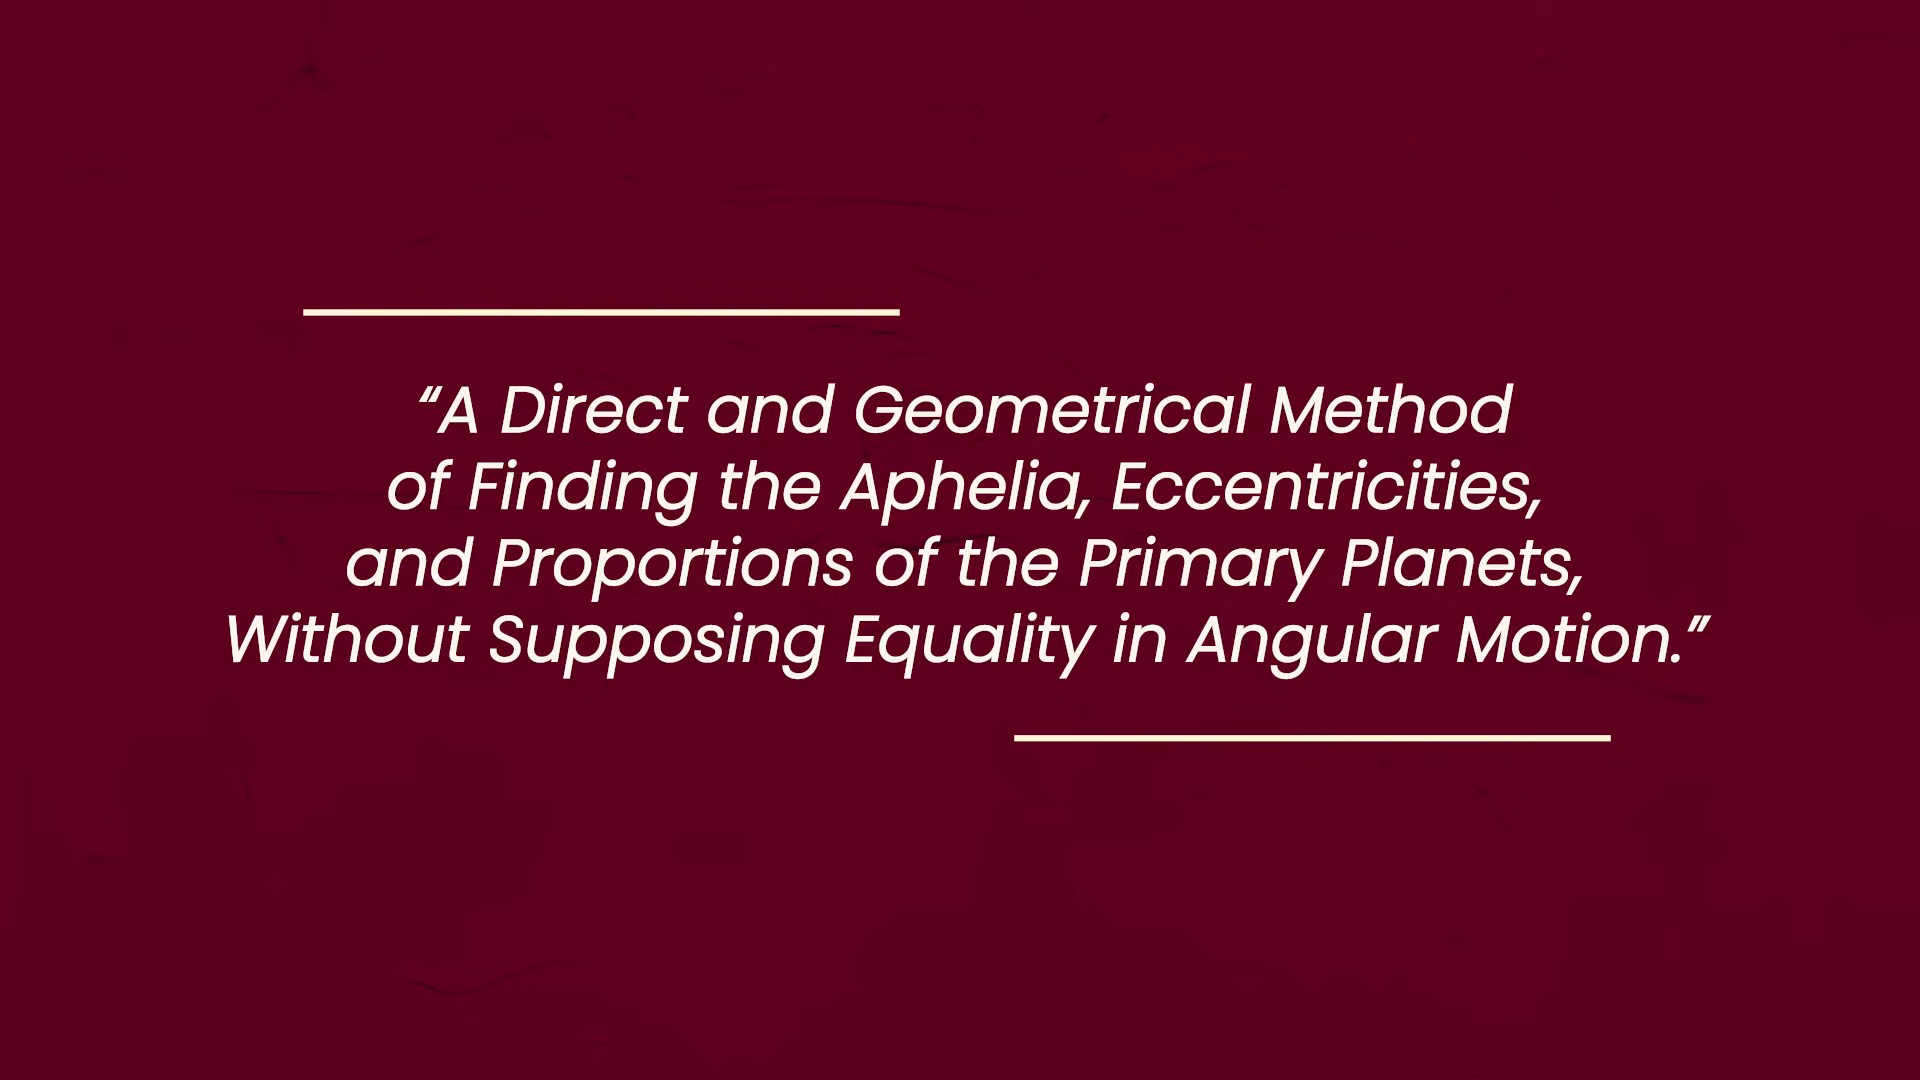 “A Direct and Geometrical Method
of Finding the Aphelia, Eccentricities,
and Proportions of the Primary Planets,
Without Supposing Equality in Angular Motion.”